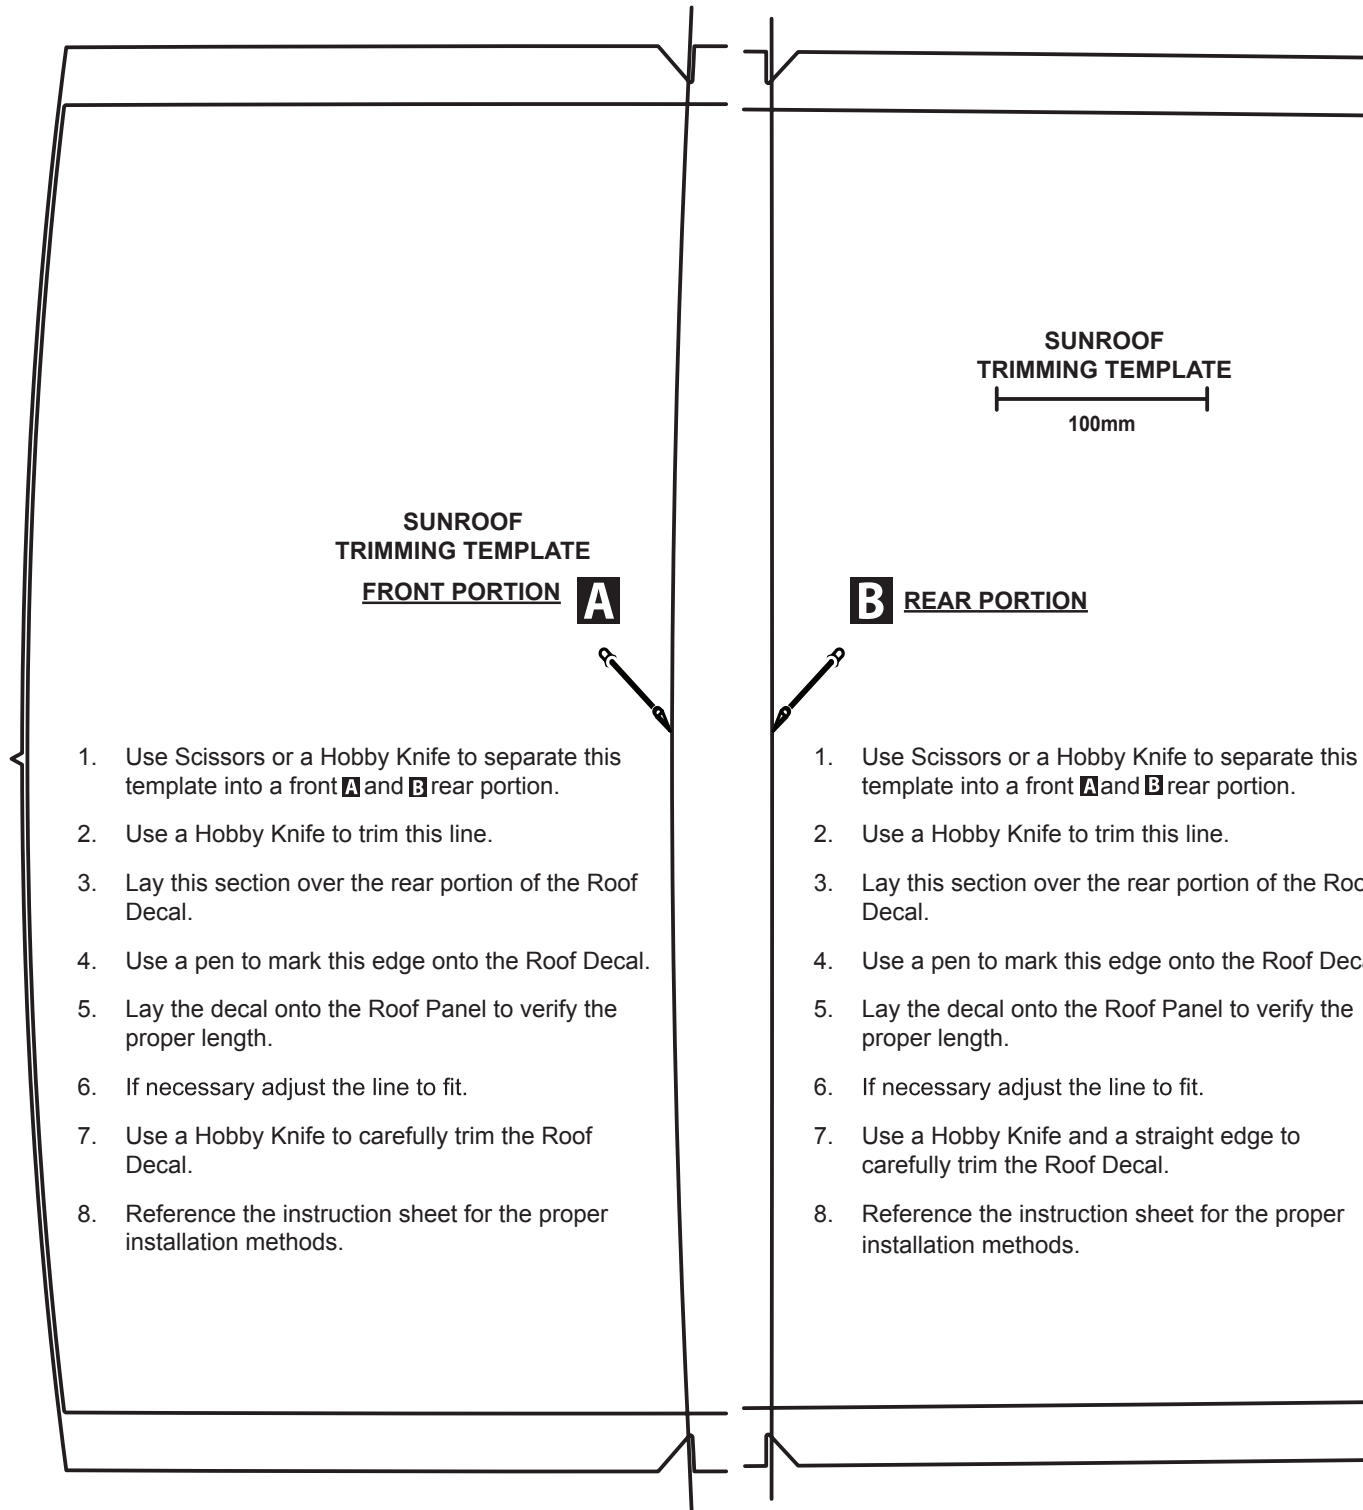 SUNROOF
TRIMMING TEMPLATE
FRONT PORTION A
1. Use Scissors or a Hobby Knife to separate this
template into a front A and B rear portion.
2. Use a Hobby Knife to trim this line.
3. Lay this section over the rear portion of the Roof
Decal.
4. Use a pen to mark this edge onto the Roof Decal.
5. Lay the decal onto the Roof Panel to verify the
proper length.
6. If necessary adjust the line to fit.
7. Use a Hobby Knife to carefully trim the Roof
Decal.
8. Reference the instruction sheet for the proper
installation methods.
SUNROOF
TRIMMING TEMPLATE
100mm
B REAR PORTION
1. Use Scissors or a Hobby Knife to separate this
template into a front A and B rear portion.
2. Use a Hobby Knife to trim this line.
3. Lay this section over the rear portion of the
Decal.
4. Use a pen to mark this edge onto the Roof
5. Lay the decal onto the Roof Panel to verify the
proper length.
6. If necessary adjust the line to fit.
7. Use a Hobby Knife and a straight edge to
carefully trim the Roof Decal.
8. Reference the instruction sheet for the proper
installation methods.